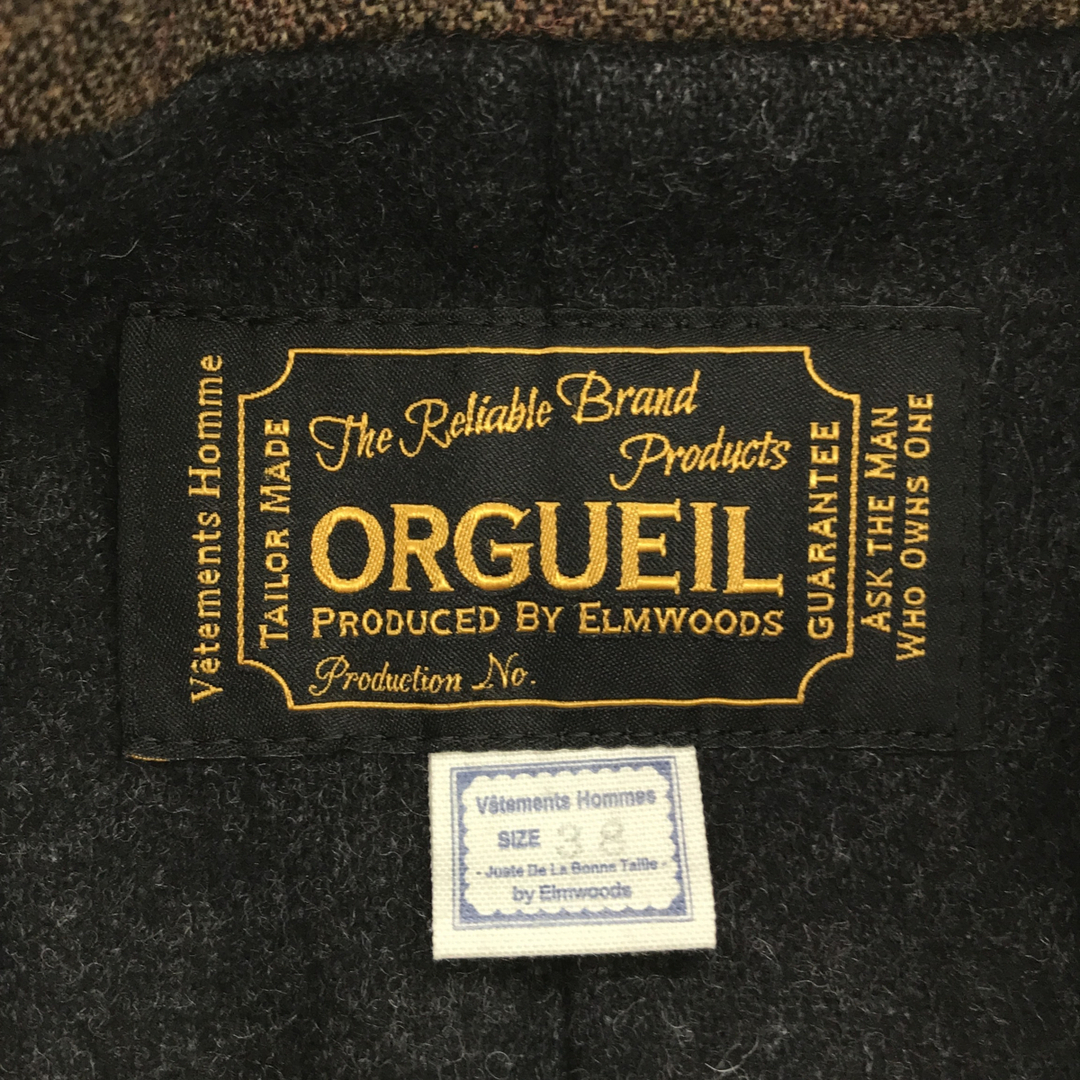 Vêtements Homme
TAILOR MADE
The Reliable Brand
Products
ORGUEIL
PRODUCED BY ELMWOODS
Production No.
GUARANTEE
ASK THE MAN
WHO OWNS ONE
Vêtements Hommes
SIZE 38
- Juste De La Bonne Taille -
by Elmwoods